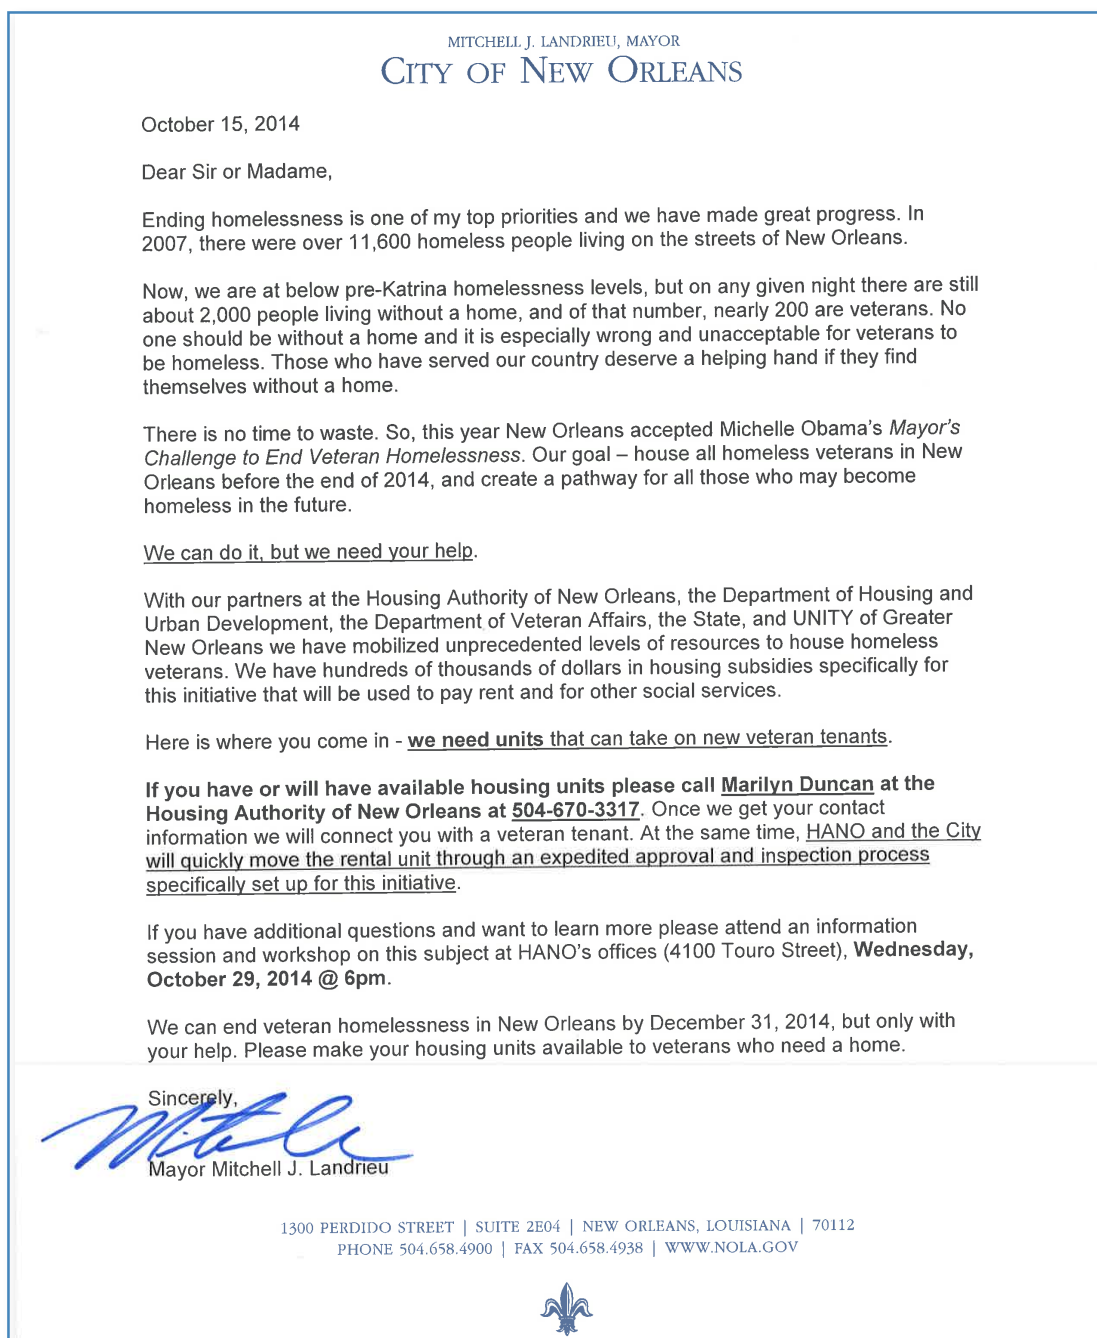 MITCHELL J. LANDRIEU, MAYOR
CITY OF NEW ORLEANS
October 15, 2014
Dear Sir or Madame,
Ending homelessness is one of my top priorities and we have made great progress. In
2007, there were over 11,600 homeless people living on the streets of New Orleans.
Now, we are at below pre-Katrina homelessness levels, but on any given night there are still
about 2,000 people living without a home, and of that number, nearly 200 are veterans. No
one should be without a home and it is especially wrong and unacceptable for veterans to
be homeless. Those who have served our country deserve a helping hand if they find
themselves without a home.
There is no time to waste. So, this year New Orleans accepted Michelle Obama's Mayor's
Challenge to End Veteran Homelessness. Our goal – house all homeless veterans in New
Orleans before the end of 2014, and create a pathway for all those who may become
homeless in the future.
We can do it, but we need your help.
With our partners at the Housing Authority of New Orleans, the Department of Housing and
Urban Development, the Department of Veteran Affairs, the State, and UNITY of Greater
New Orleans we have mobilized unprecedented levels of resources to house homeless
veterans. We have hundreds of thousands of dollars in housing subsidies specifically for
this initiative that will be used to pay rent and for other social services.
Here is where you come in - we need units that can take on new veteran tenants.
If you have or will have available housing units please call Marilyn Duncan at the
Housing Authority of New Orleans at 504-670-3317. Once we get your contact
information we will connect you with a veteran tenant. At the same time, HANO and the City
will quickly move the rental unit through an expedited approval and inspection process
specifically set up for this initiative.
If you have additional questions and want to learn more please attend an information
session and workshop on this subject at HANO's offices (4100 Touro Street), Wednesday,
October 29, 2014 @ 6pm.
We can end veteran homelessness in New Orleans by December 31, 2014, but only with
your help. Please make your housing units available to veterans who need a home.
Sincerely,
Mayor Mitchell J. Landrieu
1300 PERDIDO STREET | SUITE 2E04 | NEW ORLEANS, LOUISIANA | 70112
PHONE 504.658.4900 | FAX 504.658.4938 | WWW.NOLA.GOV